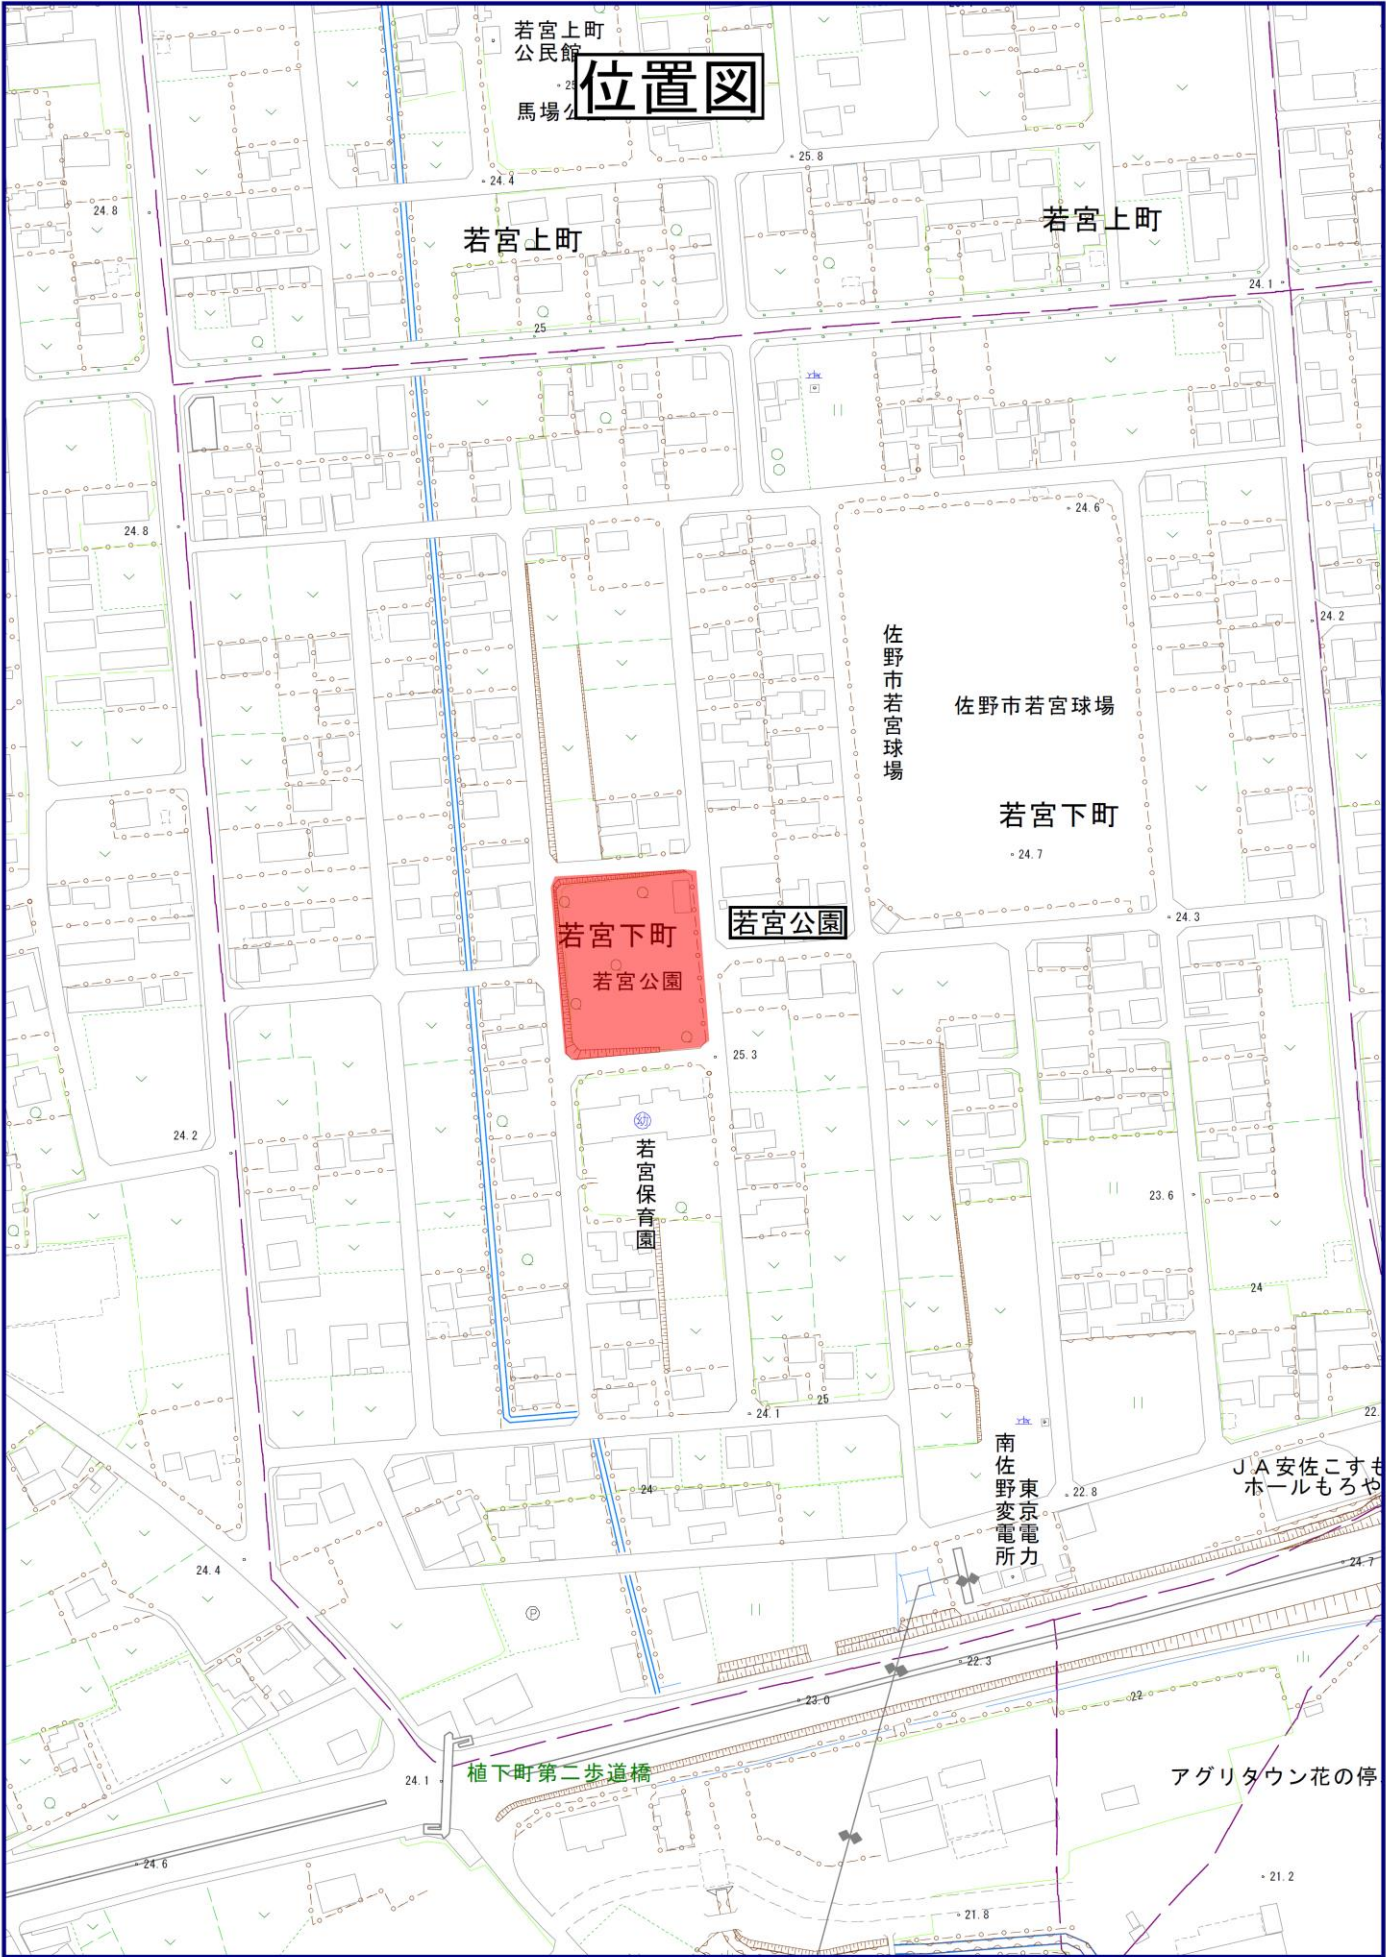 若宮上町
公民館
位置図
馬場公
25.8
24.4
24.8
若宮上町
若宮上町
24.1
25
24.6
24.8
24.2
佐野市若宮球場
佐野市若宮球場
若宮下町
24.7
若宮公園
24.3
若宮下町
若宮公園
25.3
幼
若宮保育園
24.2
23.6
24
25
24.1
22.
南佐野変電所
東京電力
JA安佐こすも
ホールもろや
22.8
24
24.4
24.7
P
22.3
22
23.0
植下町第二歩道橋
24.1
アグリタウン花の停
24.6
21.2
21.8